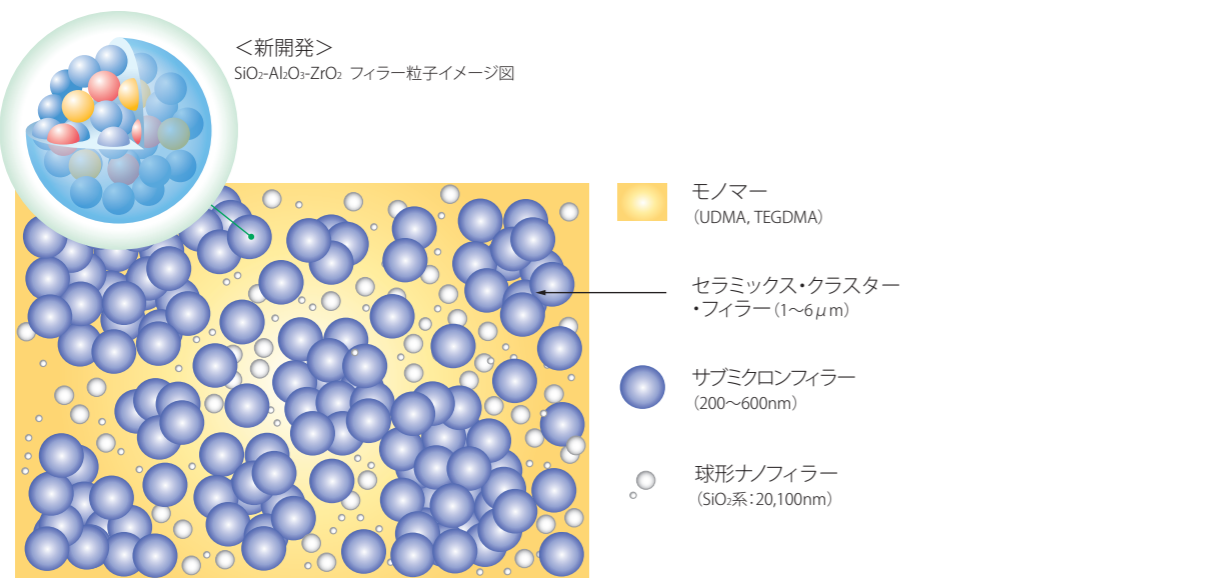 ＜新開発＞
SiO₂-Al₂O₃-ZrO₂ フィラー粒子イメージ図
モノマー
（UDMA, TEGDMA）
セラミックス・クラスター
・フィラー（1〜6μm）
サブミクロンフィラー
（200〜600nm）
球形ナノフィラー
（SiO₂系：20,100nm）